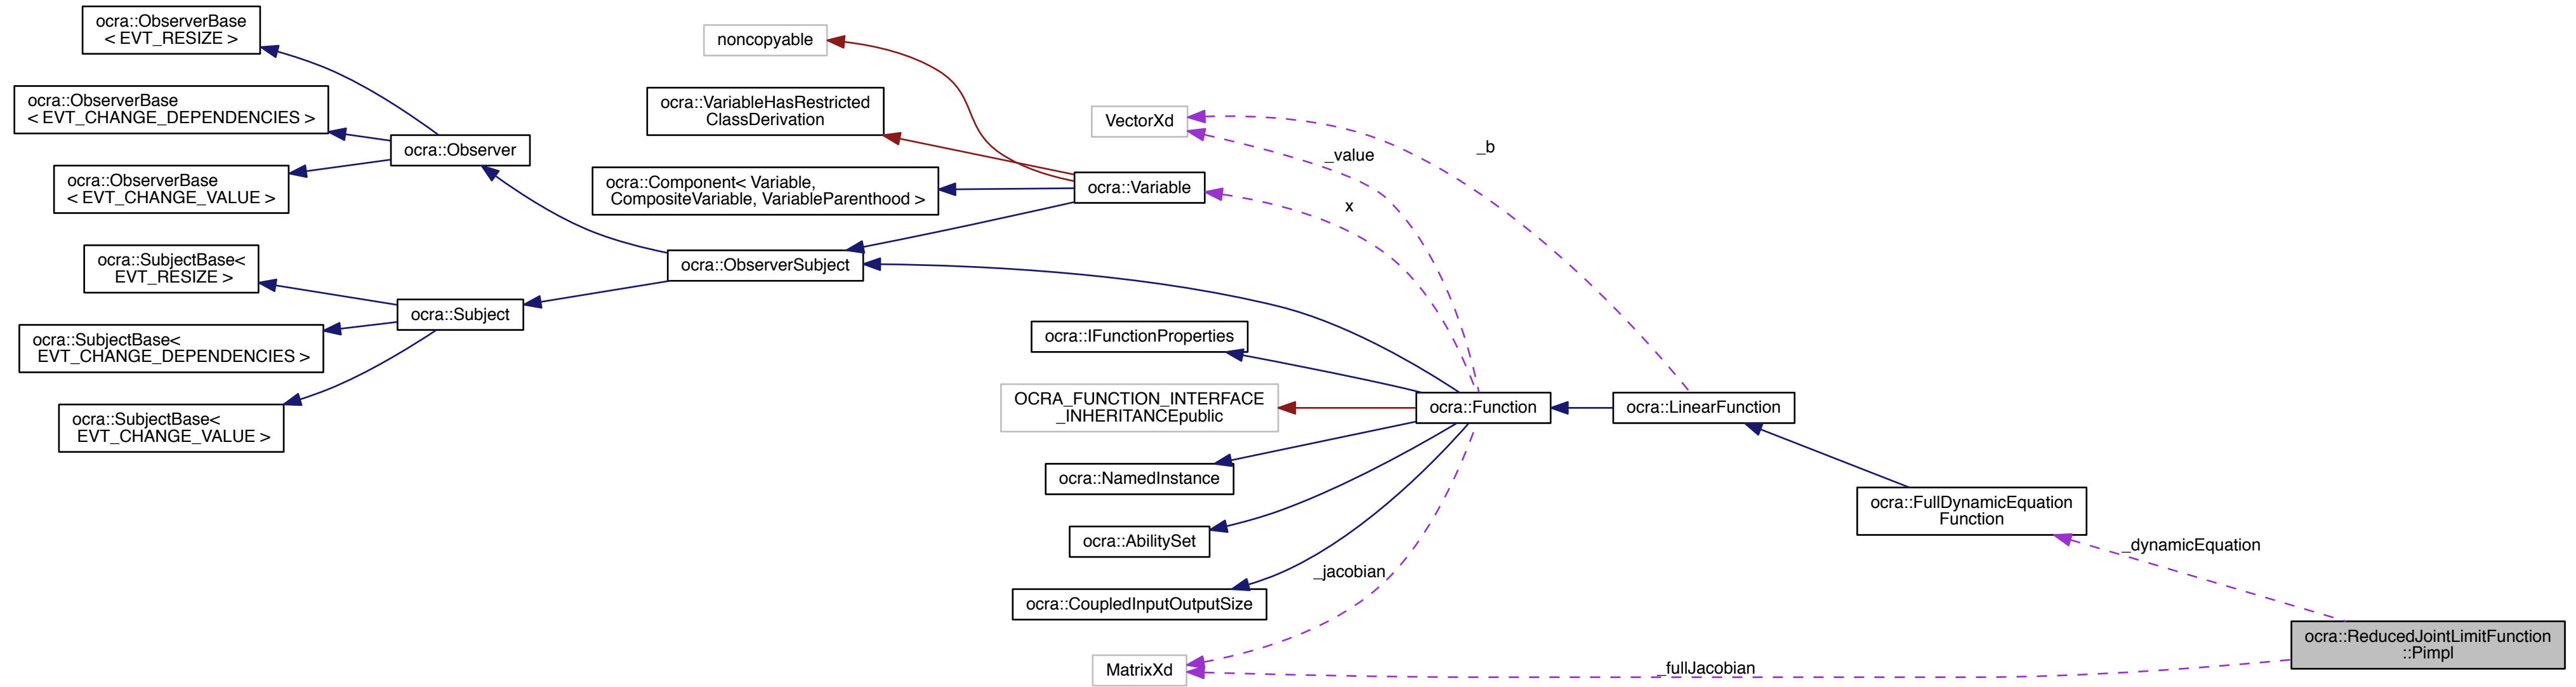 ocra::ObserverBase
< EVT_RESIZE >
ocra::ObserverBase
< EVT_CHANGE_DEPENDENCIES >
ocra::ObserverBase
< EVT_CHANGE_VALUE >
ocra::SubjectBase<
EVT_RESIZE >
ocra::SubjectBase<
EVT_CHANGE_DEPENDENCIES >
ocra::SubjectBase<
EVT_CHANGE_VALUE >
ocra::Observer
ocra::Subject
noncopyable
ocra::VariableHasRestricted
ClassDerivation
ocra::Component< Variable,
CompositeVariable, VariableParenthood >
ocra::ObserverSubject
VectorXd
ocra::Variable
ocra::IFunctionProperties
OCRA_FUNCTION_INTERFACE
_INHERITANCEpublic
ocra::NamedInstance
ocra::AbilitySet
ocra::CoupledInputOutputSize
MatrixXd
_value
x
_jacobian
_b
ocra::Function
ocra::LinearFunction
ocra::FullDynamicEquation
Function
_dynamicEquation
_fullJacobian
ocra::ReducedJointLimitFunction
::Pimpl